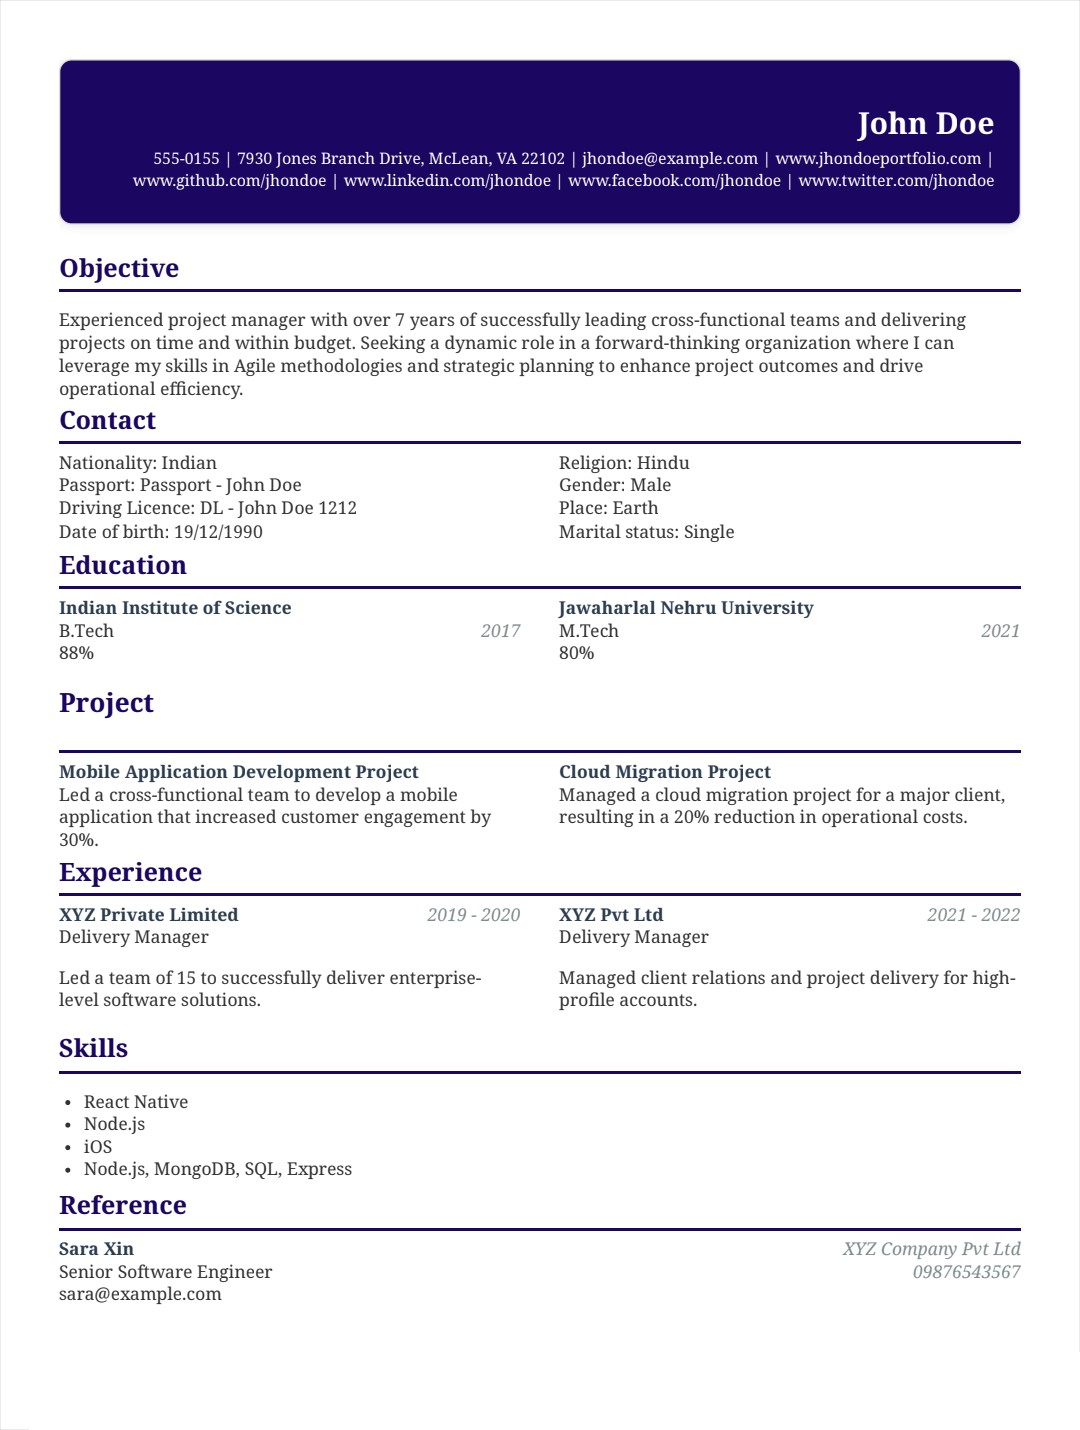 John Doe
555-0155 | 7930 Jones Branch Drive, McLean, VA 22102 | jhondoe@example.com | www.jhondoeportfolio.com |
www.github.com/jhondoe | www.linkedin.com/jhondoe | www.facebook.com/jhondoe | www.twitter.com/jhondoe
Objective
Experienced project manager with over 7 years of successfully leading cross-functional teams and delivering
projects on time and within budget. Seeking a dynamic role in a forward-thinking organization where I can
leverage my skills in Agile methodologies and strategic planning to enhance project outcomes and drive
operational efficiency.
Contact
Nationality: Indian
Passport: Passport - John Doe
Driving Licence: DL - John Doe 1212
Date of birth: 19/12/1990
Religion: Hindu
Gender: Male
Place: Earth
Marital status: Single
Education
Indian Institute of Science
B.Tech 2017
88%
Jawaharlal Nehru University
M.Tech 2021
80%
Project
Mobile Application Development Project
Led a cross-functional team to develop a mobile
application that increased customer engagement by
30%.
Cloud Migration Project
Managed a cloud migration project for a major client,
resulting in a 20% reduction in operational costs.
Experience
XYZ Private Limited 2019 - 2020
Delivery Manager
Led a team of 15 to successfully deliver enterprise-
level software solutions.
XYZ Pvt Ltd 2021 - 2022
Delivery Manager
Managed client relations and project delivery for high-
profile accounts.
Skills
• React Native
• Node.js
• iOS
• Node.js, MongoDB, SQL, Express
Reference
Sara Xin XYZ Company Pvt Ltd
Senior Software Engineer 09876543567
sara@example.com